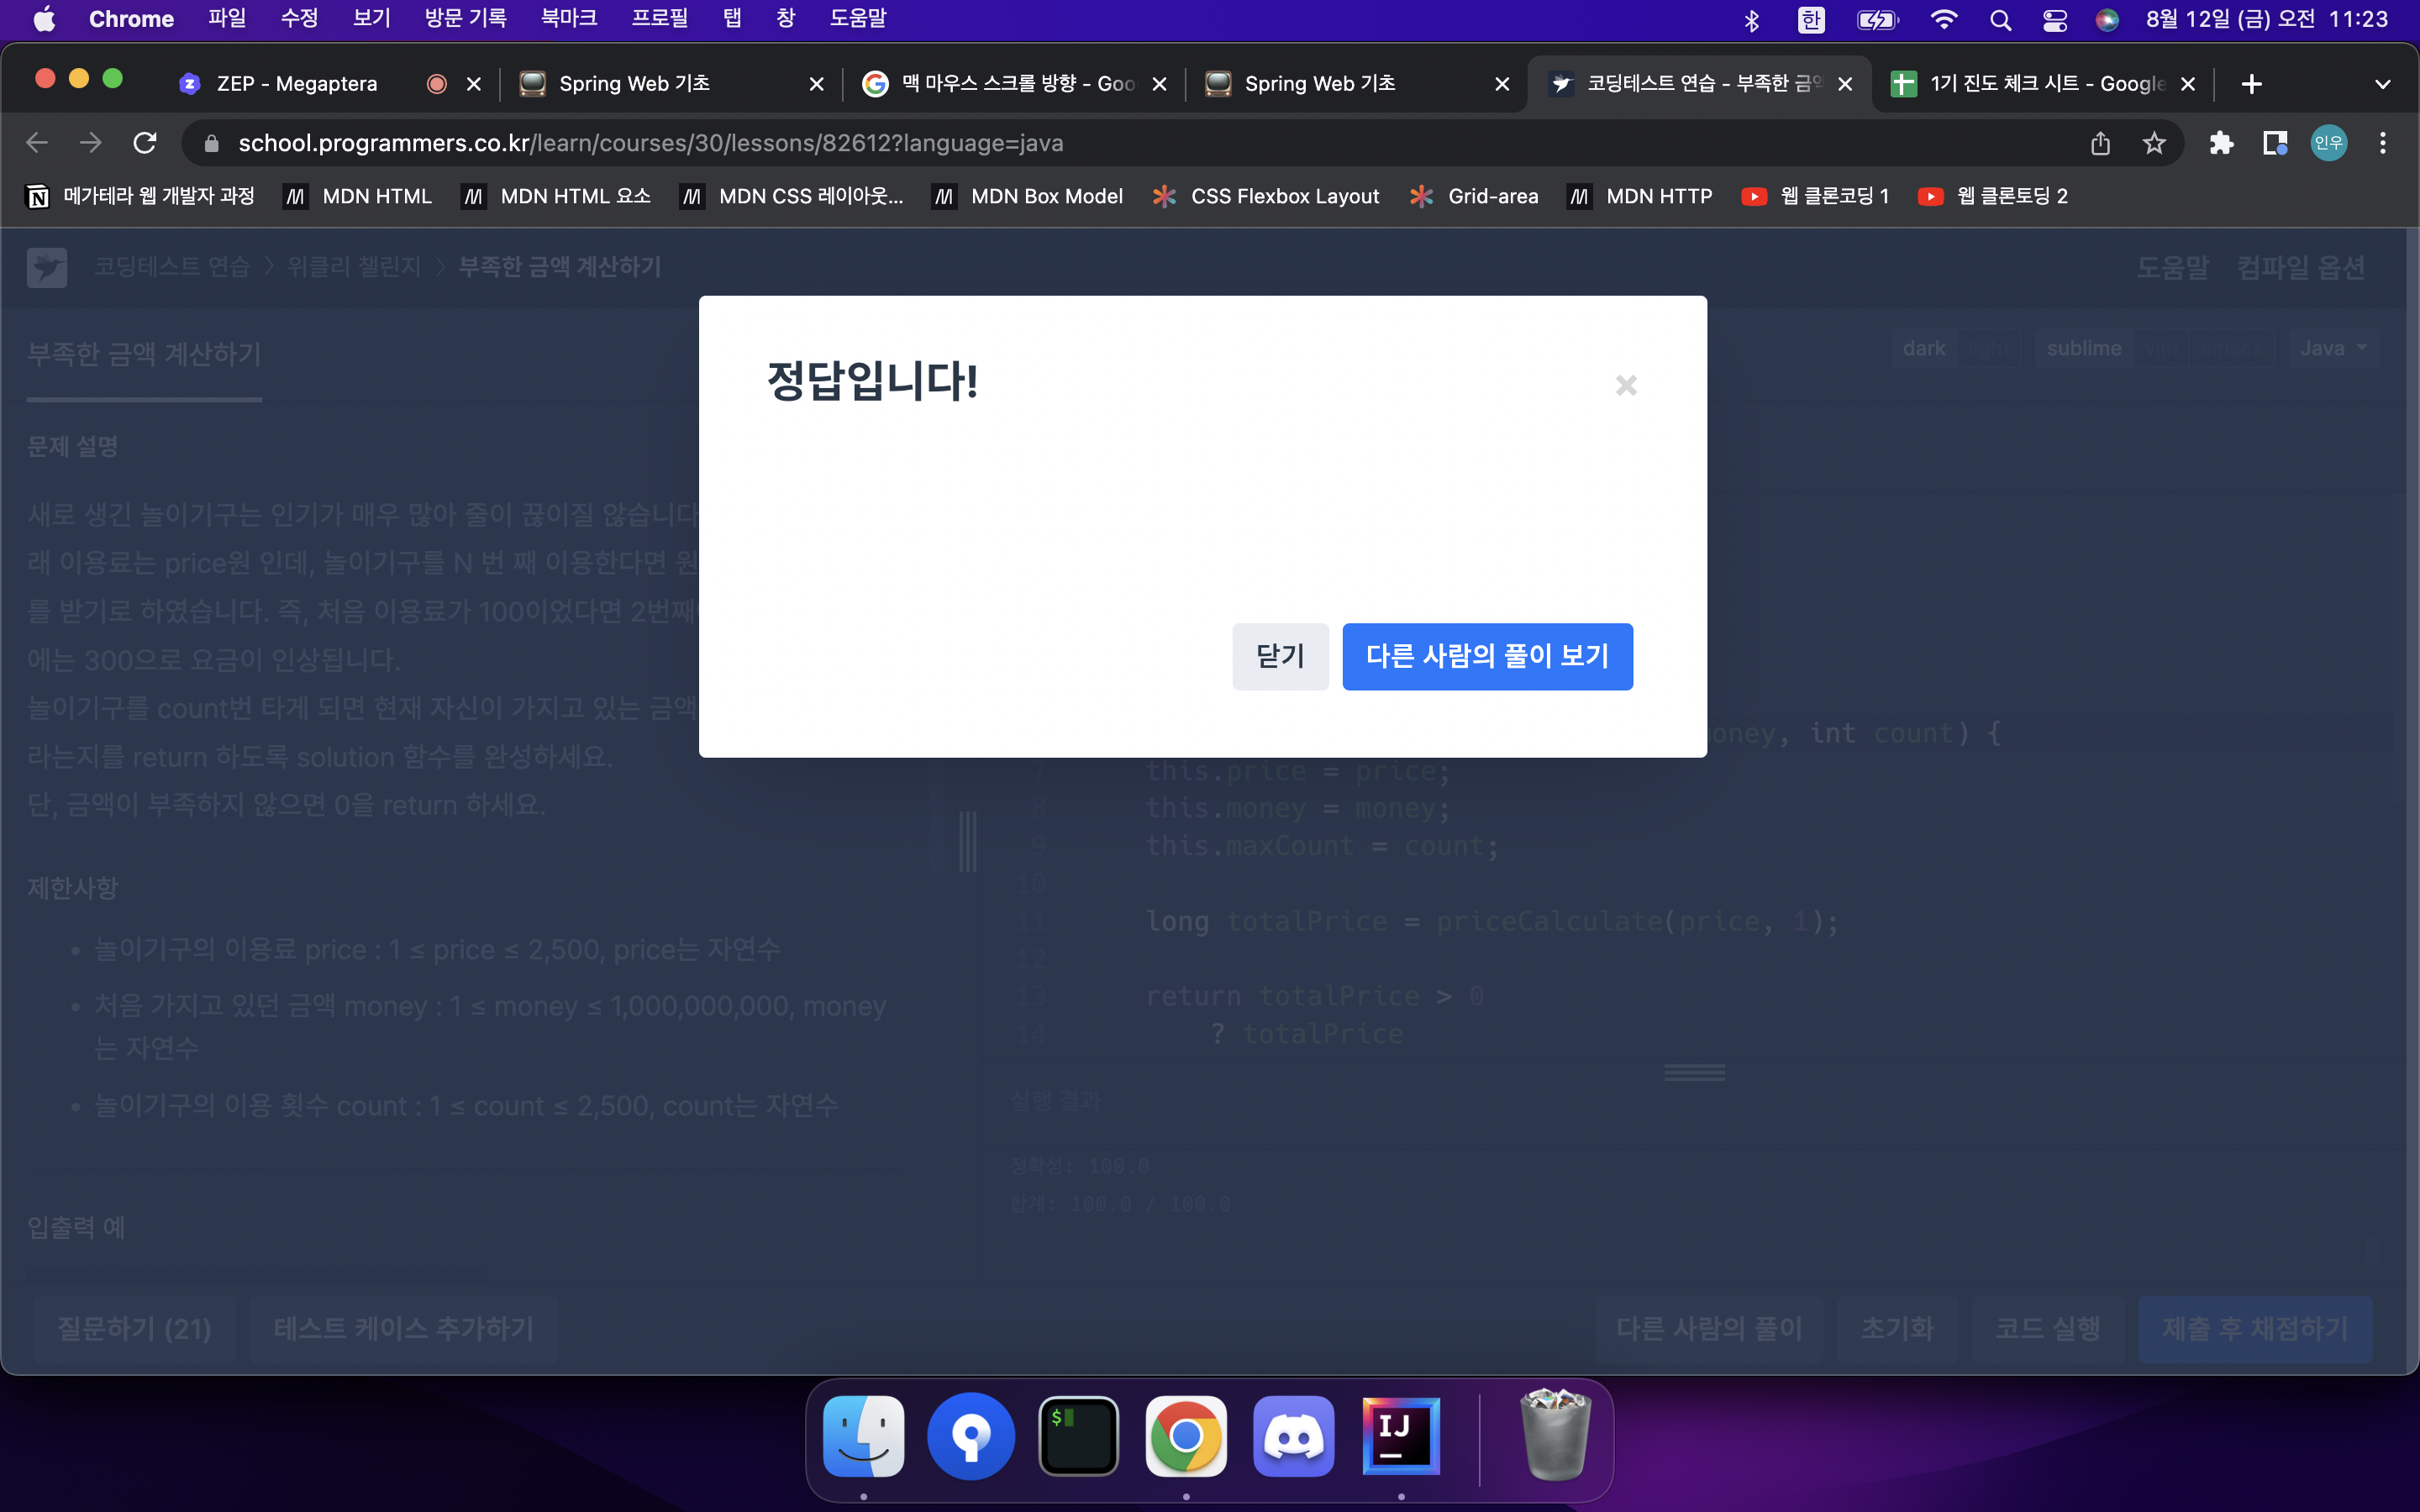 Chrome 파일 수정 보기 방문 기록 북마크 프로필 탭 창 도움말 한 8월 12일 (금) 오전 11:23
ZEP - Megaptera Spring Web 기초 맥 마우스 스크롤 방향 - Goo Spring Web 기초 코딩테스트 연습 - 부족한 금액 1기 진도 체크 시트 - Google
school.programmers.co.kr/learn/courses/30/lessons/82612?language=java 인우
메가테라 웹 개발자 과정 MDN HTML MDN HTML 요소 MDN CSS 레이아웃... MDN Box Model CSS Flexbox Layout Grid-area MDN HTTP 웹 클론코딩 1 웹 클론토딩 2
코딩테스트 연습 > 위클리 챌린지 > 부족한 금액 계산하기 도움말 컴파일 옵션
부족한 금액 계산하기 dark light sublime vim emacs Java
정답입니다!
닫기 다른 사람의 풀이 보기
문제 설명
새로 생긴 놀이기구는 인기가 매우 많아 줄이 끊이질 않습니다
래 이용료는 price원 인데, 놀이기구를 N 번 째 이용한다면 원
를 받기로 하였습니다. 즉, 처음 이용료가 100이었다면 2번째
에는 300으로 요금이 인상됩니다.
놀이기구를 count번 타게 되면 현재 자신이 가지고 있는 금액
라는지를 return 하도록 solution 함수를 완성하세요.
단, 금액이 부족하지 않으면 0을 return 하세요.
제한사항
• 놀이기구의 이용료 price : 1 ≤ price ≤ 2,500, price는 자연수
• 처음 가지고 있던 금액 money : 1 ≤ money ≤ 1,000,000,000, money
는 자연수
• 놀이기구의 이용 횟수 count : 1 ≤ count ≤ 2,500, count는 자연수
입출력 예
oney, int count) {
7 this.price = price;
8 this.money = money;
9 this.maxCount = count;
10
11 long totalPrice = priceCalculate(price, 1);
12
13 return totalPrice > 0
14 ? totalPrice
실행 결과
정확성: 100.0
합계: 100.0 / 100.0
질문하기 (21) 테스트 케이스 추가하기 다른 사람의 풀이 초기화 코드 실행 제출 후 채점하기
$
IJ